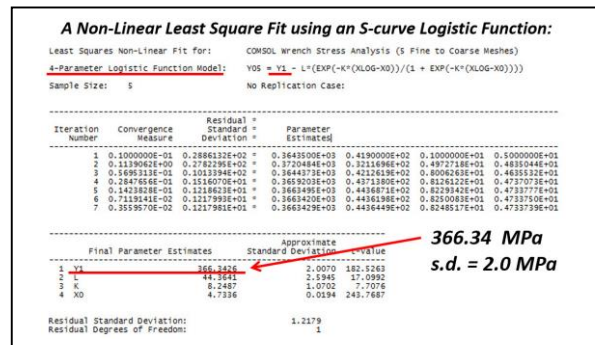 A Non-Linear Least Square Fit using an S-curve Logistic Function:
Least Squares Non-Linear Fit for: COMSOL Wrench Stress Analysis (5 Fine to Coarse Meshes)
4-Parameter Logistic Function Model: Y05 = Y1 - L*(EXP(-K*(XLOG-X0))/(1 + EXP(-K*(XLOG-X0))))
Sample Size: 5 No Replication Case:
Residual *
Iteration Convergence Standard * Parameter
Number Measure Deviation * Estimates
1 0.1000000E-01 0.2886132E+02 * 0.3643500E+03 0.4190000E+02 0.1000000E+01 0.5000000E+01
2 0.1139062E+00 0.2782295E+02 * 0.3720484E+03 0.3211696E+02 0.4972718E+01 0.4835044E+01
3 0.5695313E-01 0.1013394E+02 * 0.3644373E+03 0.4212619E+02 0.8006263E+01 0.4635532E+01
4 0.2847656E-01 0.1516070E+01 * 0.3659203E+03 0.4371380E+02 0.8126122E+01 0.4737073E+01
5 0.1423828E-01 0.1218623E+01 * 0.3663495E+03 0.4436871E+02 0.8229342E+01 0.4733777E+01
6 0.7119141E-02 0.1217993E+01 * 0.3663420E+03 0.4436198E+02 0.8250083E+01 0.4733750E+01
7 0.3559570E-02 0.1217981E+01 * 0.3663429E+03 0.4436449E+02 0.8248517E+01 0.4733739E+01
Approximate
Final Parameter Estimates Standard Deviation t-Value
1 Y1 366.3426 2.0070 182.5263
2 L 44.3641 2.5945 17.0992
3 K 8.2487 1.0702 7.7076
4 X0 4.7336 0.0194 243.7687
366.34 MPa
s.d. = 2.0 MPa
Residual Standard Deviation: 1.2179
Residual Degrees of Freedom: 1